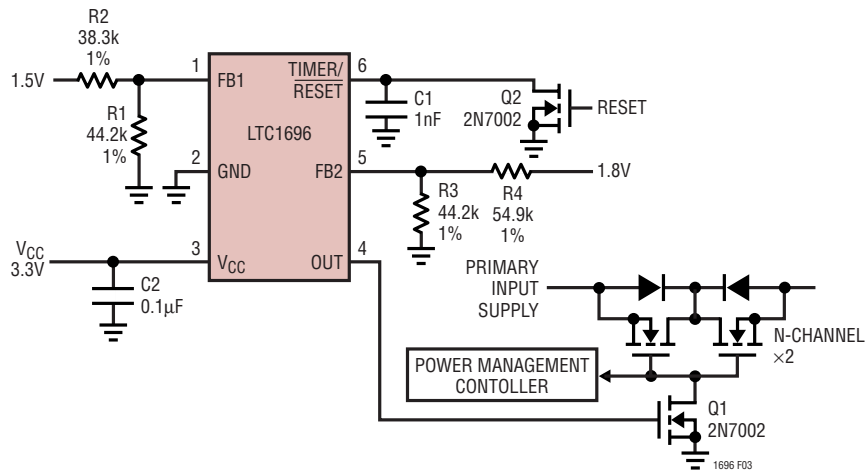 R2
38.3k
1%
1.5V
1
FB1
R1
44.2k
1%
2
GND
V_CC
3.3V
3
V_CC
C2
0.1µF
TIMER/
RESET
6
LTC1696
C1
1nF
Q2
2N7002
RESET
FB2
5
R3
44.2k
1%
R4
54.9k
1%
1.8V
OUT
4
PRIMARY
INPUT
SUPPLY
N-CHANNEL
×2
POWER MANAGEMENT
CONTOLLER
Q1
2N7002
1696 F03